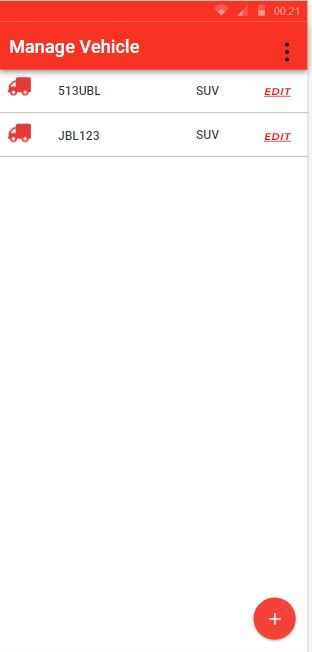 00:21
Manage Vehicle
513UBL SUV EDIT
JBL123 SUV EDIT
+